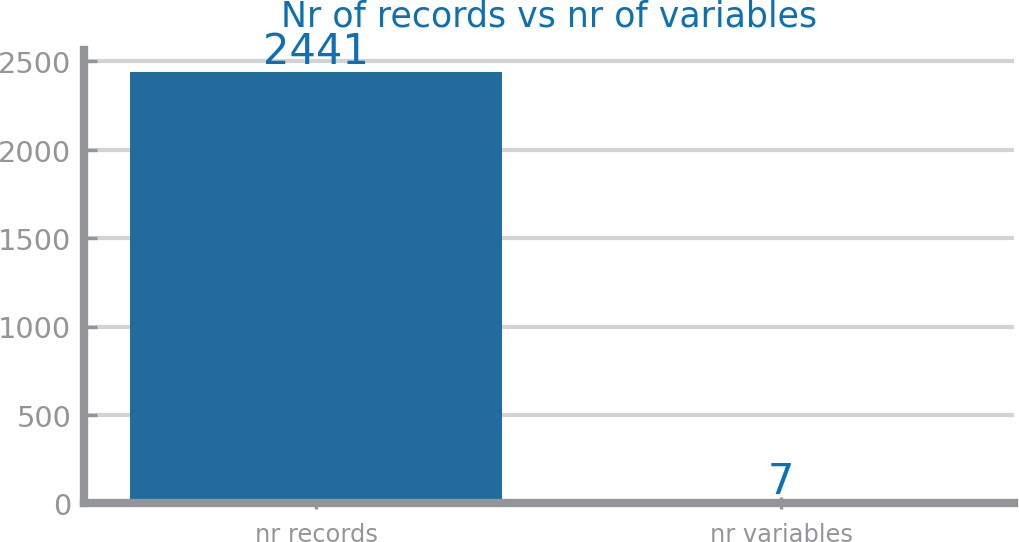 Nr of records vs nr of variables
2441
2500
2000
1500
1000
500
7
0
nr records
nr variables